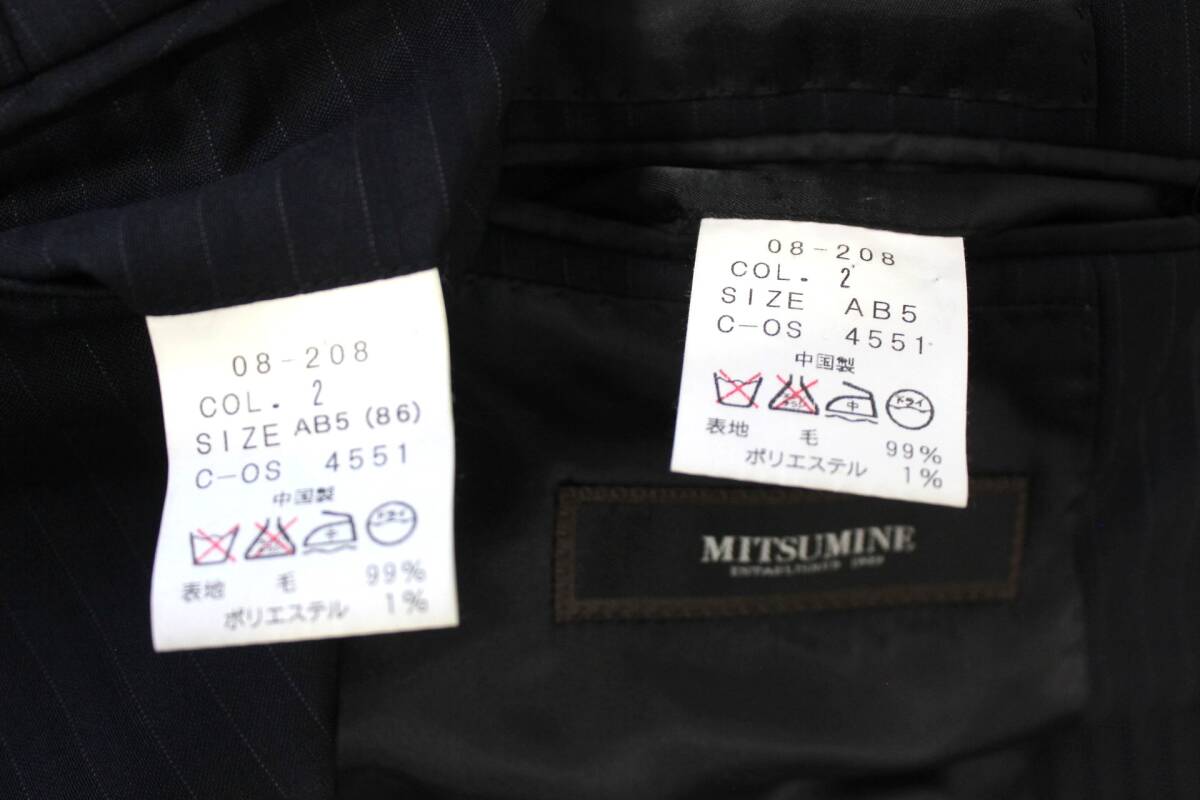 08-208
COL. 2
SIZE AB5 (86)
C-OS 4551
中国製
中
表地 毛 99%
ポリエステル 1%
08-208
COL. 2
SIZE AB5
C-OS 4551
中国製
中 ドライ
表地 毛 99%
ポリエステル 1%
MITSUMINE
ESTABLISHED